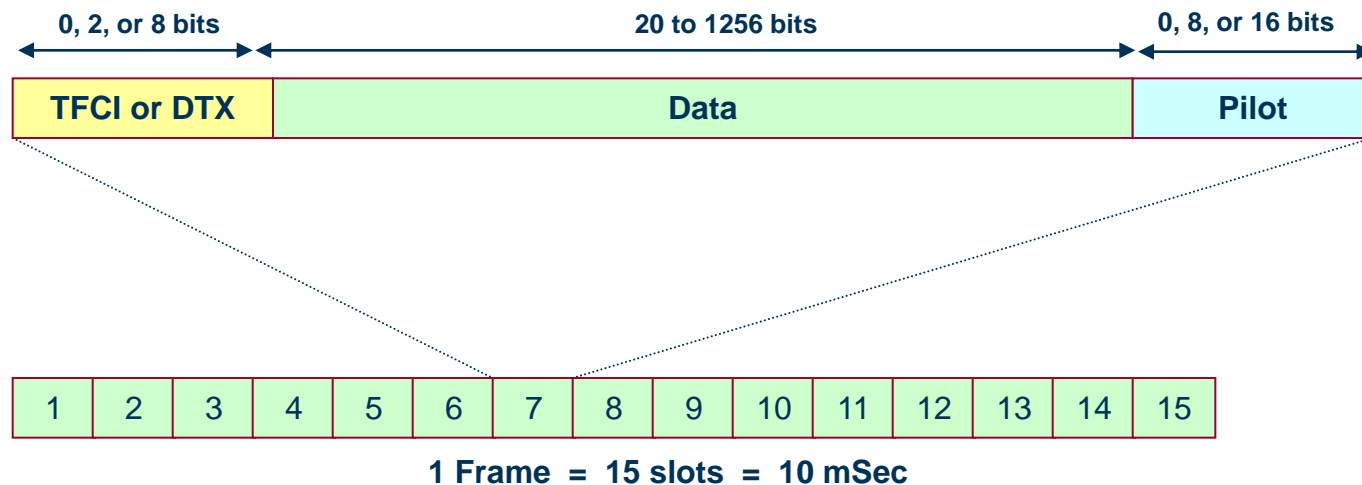 0, 2, or 8 bits 20 to 1256 bits 0, 8, or 16 bits
TFCI or DTX Data Pilot
1 2 3 4 5 6 7 8 9 10 11 12 13 14 15
1 Frame = 15 slots = 10 mSec